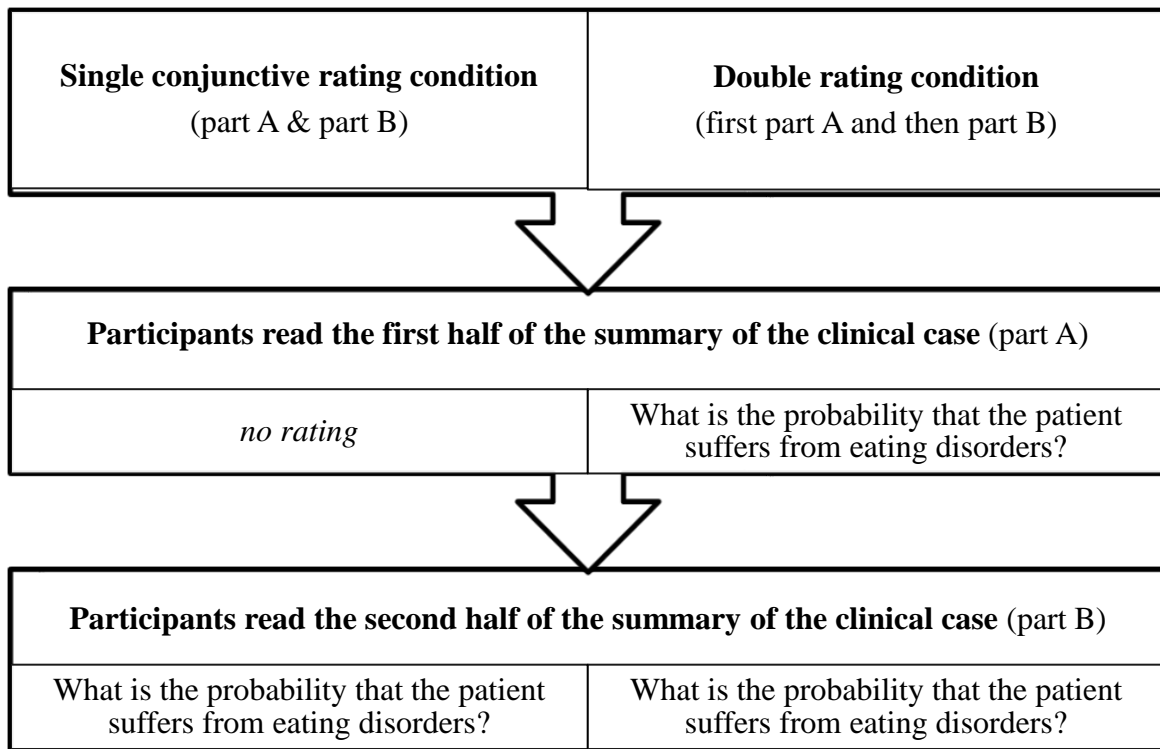 Single conjunctive rating condition
(part A & part B)
Double rating condition
(first part A and then part B)
Participants read the first half of the summary of the clinical case (part A)
no rating
What is the probability that the patient
suffers from eating disorders?
Participants read the second half of the summary of the clinical case (part B)
What is the probability that the patient
suffers from eating disorders?
What is the probability that the patient
suffers from eating disorders?